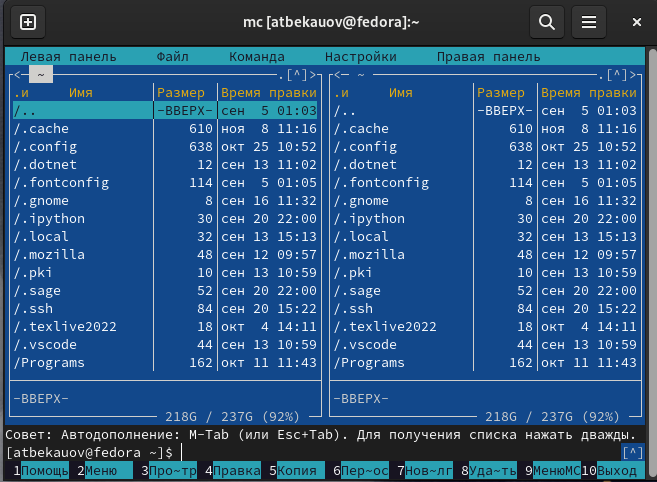 mc [atbekauov@fedora]:~
Левая панель Файл Команда Настройки Правая панель
<─ ~ .[^]> <─ ~ .[^]>
.и Имя Размер Время правки .и Имя Размер Время правки
/.. -ВВЕРХ- сен 5 01:03 /.. -ВВЕРХ- сен 5 01:03
/.cache 610 ноя 8 11:16 /.cache 610 ноя 8 11:16
/.config 638 окт 25 10:52 /.config 638 окт 25 10:52
/.dotnet 12 сен 13 11:02 /.dotnet 12 сен 13 11:02
/.fontconfig 114 сен 5 01:05 /.fontconfig 114 сен 5 01:05
/.gnome 8 сен 16 11:32 /.gnome 8 сен 16 11:32
/.ipython 30 сен 20 22:00 /.ipython 30 сен 20 22:00
/.local 32 сен 13 15:13 /.local 32 сен 13 15:13
/.mozilla 48 сен 12 09:57 /.mozilla 48 сен 12 09:57
/.pki 10 сен 13 10:59 /.pki 10 сен 13 10:59
/.sage 52 сен 20 22:00 /.sage 52 сен 20 22:00
/.ssh 84 сен 20 15:22 /.ssh 84 сен 20 15:22
/.texlive2022 18 окт 4 14:11 /.texlive2022 18 окт 4 14:11
/.vscode 44 сен 13 10:59 /.vscode 44 сен 13 10:59
/Programs 162 окт 11 11:43 /Programs 162 окт 11 11:43
-ВВЕРХ- -ВВЕРХ-
218G / 237G (92%) 218G / 237G (92%)
Совет: Автодополнение: M-Tab (или Esc+Tab). Для получения списка нажать дважды.
[atbekauov@fedora ~]$ [^]
1Помощь 2Меню 3Про~тр 4Правка 5Копия 6Пер~ос 7Нов~лг 8Уда~ть 9МенюМС 10Выход